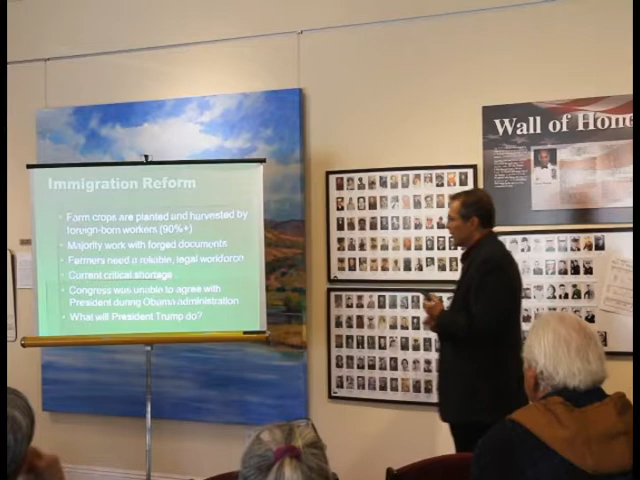 Wall of Hono
Immigration Reform
Farm crops are planted and harvested by
foreign-born workers (90%+)
Majority work with forged documents
Farmers need a reliable, legal workforce
Current critical shortage
Congress was unable to agree with
President during Obama administration
What will President Trump do?